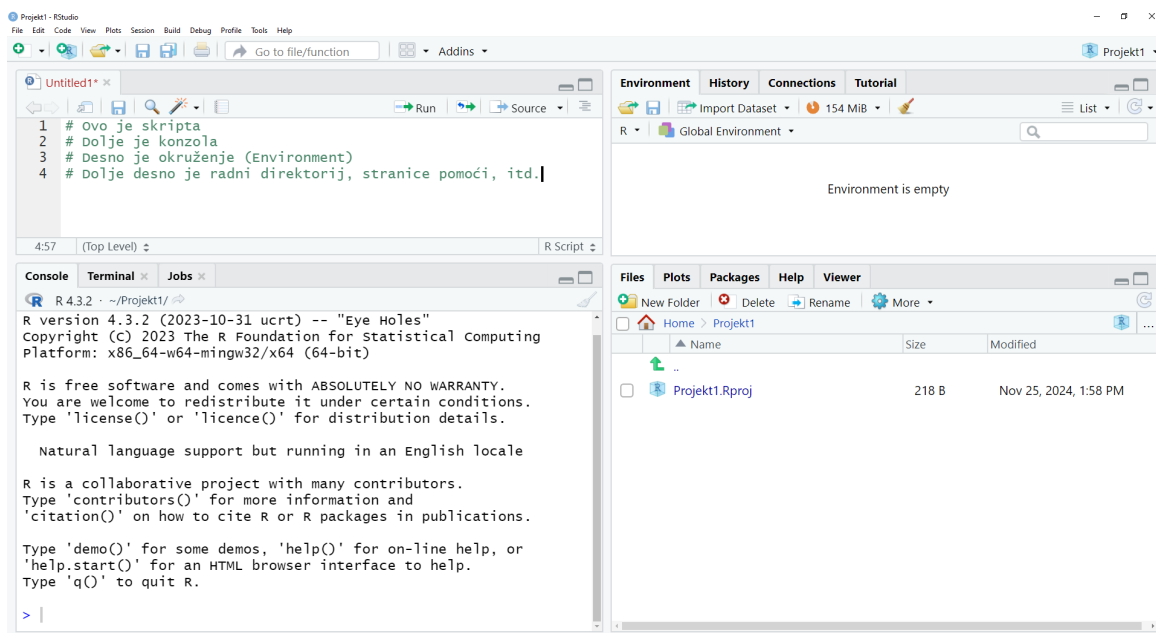 Projekt1 - RStudio
File Edit Code View Plots Session Build Debug Profile Tools Help
Go to file/function Addins Projekt1
Untitled1*
Run Source
1 # Ovo je skripta
2 # Dolje je konzola
3 # Desno je okruženje (Environment)
4 # Dolje desno je radni direktorij, stranice pomoći, itd.
4:57 (Top Level) R Script
Console Terminal Jobs
R 4.3.2 · ~/Projekt1/
R version 4.3.2 (2023-10-31 ucrt) -- "Eye Holes"
Copyright (C) 2023 The R Foundation for Statistical Computing
Platform: x86_64-w64-mingw32/x64 (64-bit)
R is free software and comes with ABSOLUTELY NO WARRANTY.
You are welcome to redistribute it under certain conditions.
Type 'license()' or 'licence()' for distribution details.
Natural language support but running in an English locale
R is a collaborative project with many contributors.
Type 'contributors()' for more information and
'citation()' on how to cite R or R packages in publications.
Type 'demo()' for some demos, 'help()' for on-line help, or
'help.start()' for an HTML browser interface to help.
Type 'q()' to quit R.
>
Environment History Connections Tutorial
Import Dataset 154 MiB List
R Global Environment
Environment is empty
Files Plots Packages Help Viewer
New Folder Delete Rename More
Home > Projekt1 ...
Name Size Modified
..
Projekt1.Rproj 218 B Nov 25, 2024, 1:58 PM